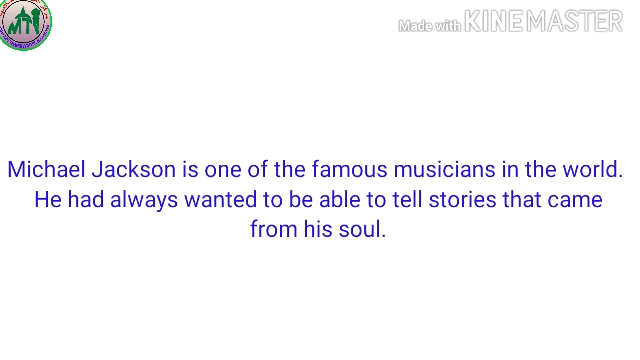 Made with KINEMASTER
Michael Jackson is one of the famous musicians in the world.
He had always wanted to be able to tell stories that came
from his soul.